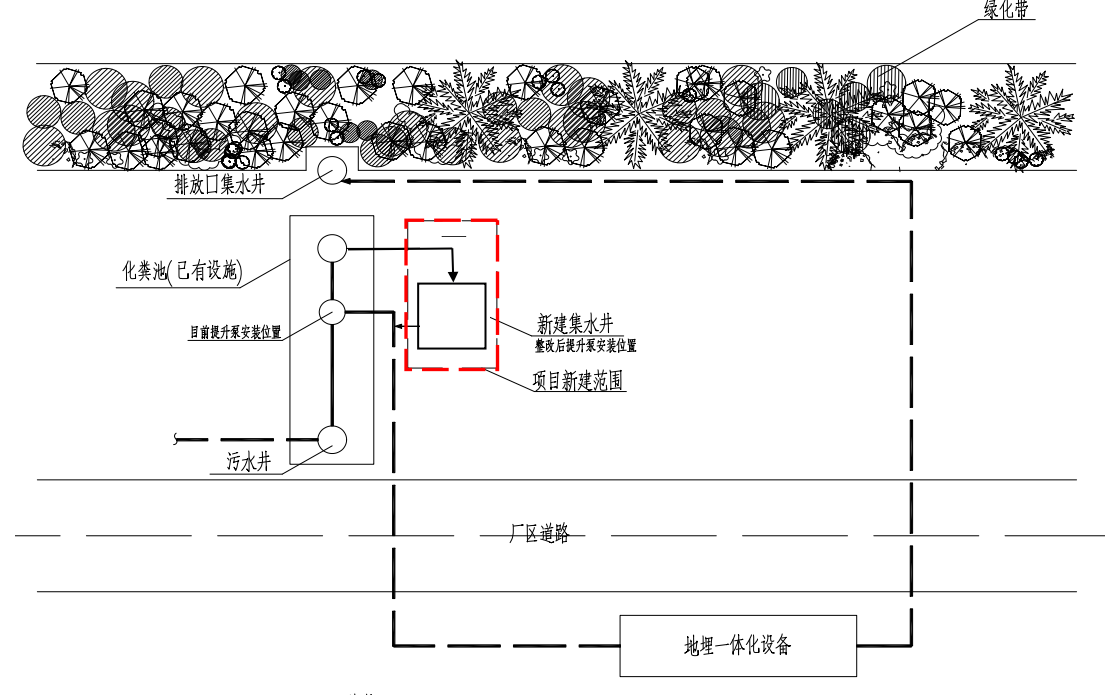 绿化带
排放口集水井
化粪池(已有设施)
目前提升泵安装位置
新建集水井
整改后提升泵安装位置
项目新建范围
污水井
厂区道路
地埋一体化设备